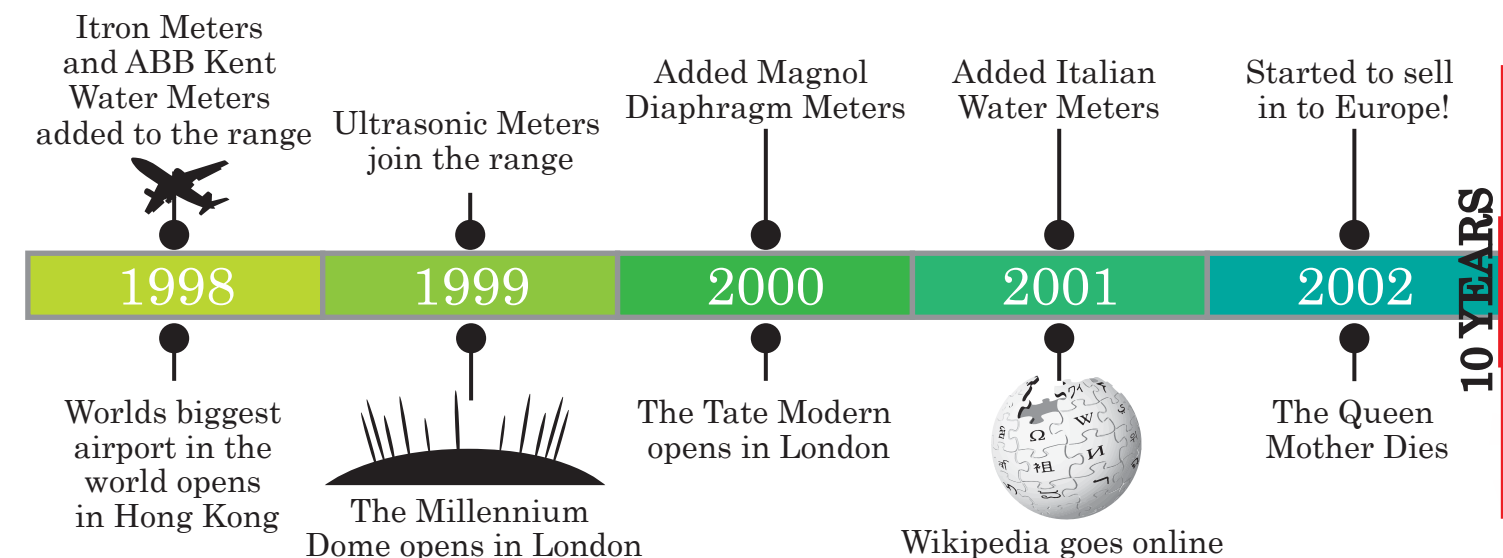 Itron Meters
and ABB Kent
Water Meters
added to the range
Ultrasonic Meters
join the range
Added Magnol
Diaphragm Meters
Added Italian
Water Meters
Started to sell
in to Europe!
1998
1999
2000
2001
2002
10 YEARS
Worlds biggest
airport in the
world opens
in Hong Kong
The Millennium
Dome opens in London
The Tate Modern
opens in London
Ω
W
И
祖
Wikipedia goes online
The Queen
Mother Dies